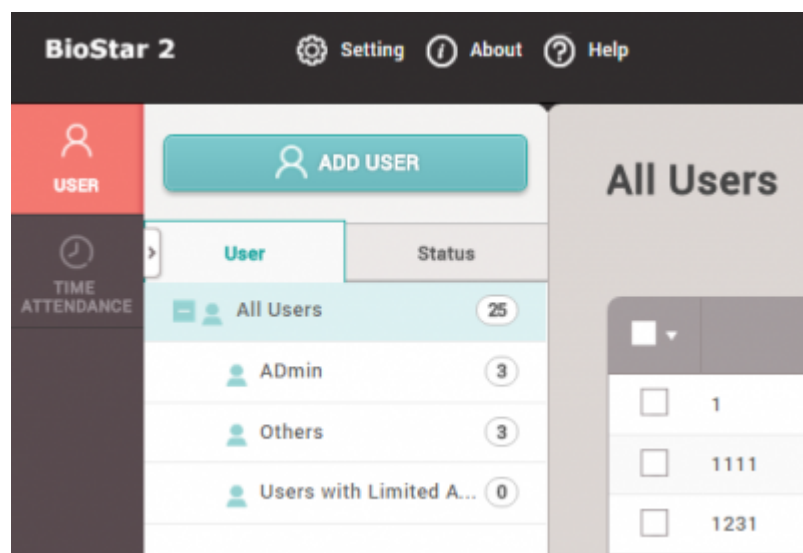 BioStar 2 Setting About Help
USER
ADD USER
All Users
TIME
ATTENDANCE
User Status
All Users 25
ADmin 3
Others 3
Users with Limited A... 0
1
1111
1231